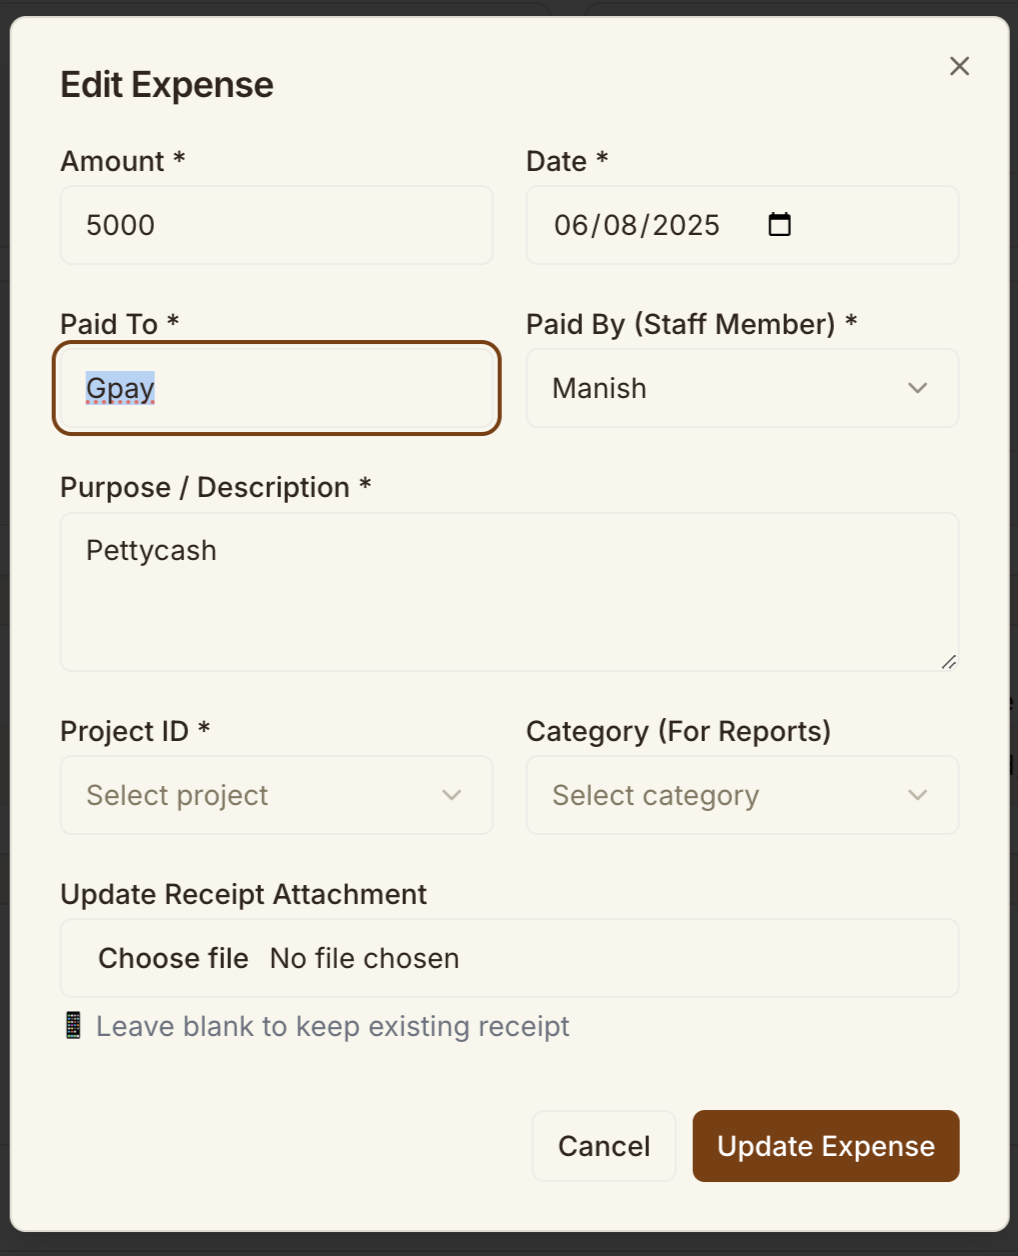 Edit Expense
Amount *
Date *
5000
06/08/2025
Paid To *
Paid By (Staff Member) *
Gpay
Manish
Purpose / Description *
Pettycash
Project ID *
Category (For Reports)
Select project
Select category
Update Receipt Attachment
Choose file No file chosen
Leave blank to keep existing receipt
Cancel
Update Expense